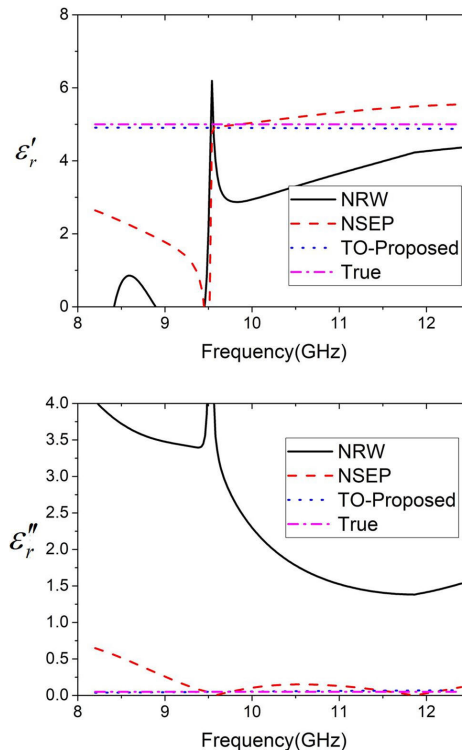 8
6
4
2
0
ε′r
NRW
NSEP
TO-Proposed
True
8 9 10 11 12
Frequency(GHz)
4.0
3.5
3.0
2.5
2.0
1.5
1.0
0.5
0.0
ε″r
NRW
NSEP
TO-Proposed
True
8 9 10 11 12
Frequency(GHz)